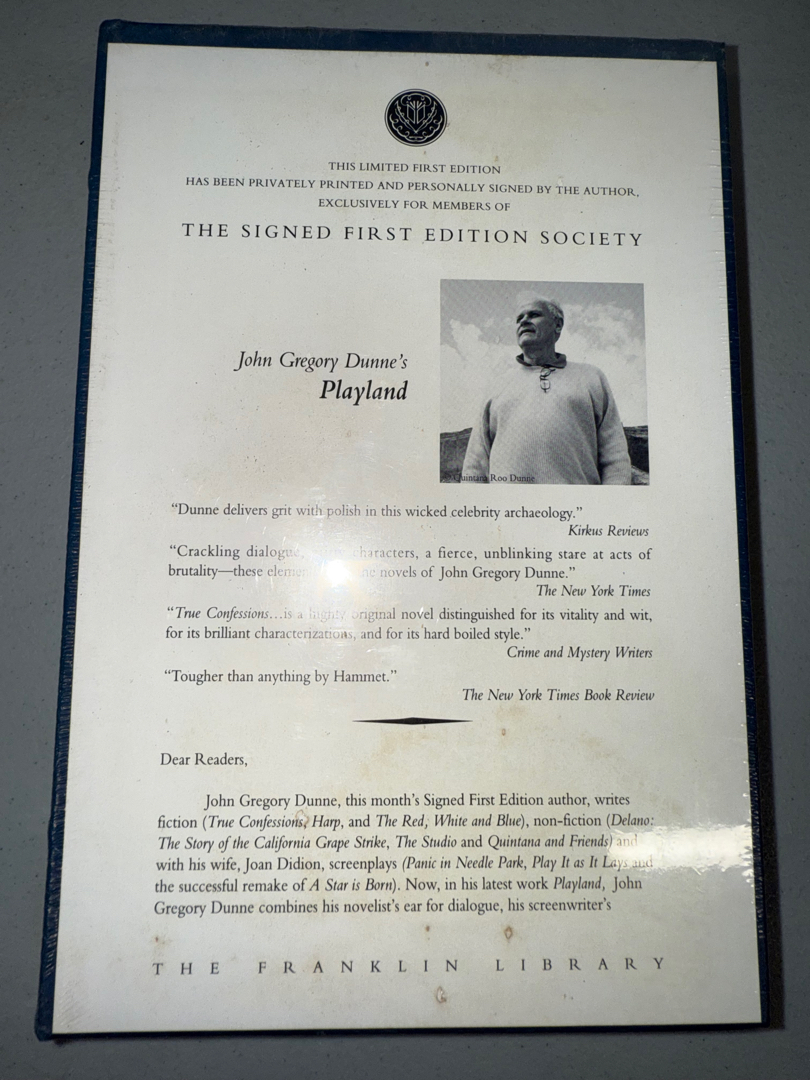 THIS LIMITED FIRST EDITION
HAS BEEN PRIVATELY PRINTED AND PERSONALLY SIGNED BY THE AUTHOR,
EXCLUSIVELY FOR MEMBERS OF
THE SIGNED FIRST EDITION SOCIETY
John Gregory Dunne's
Playland
Quintana Roo Dunne
“Dunne delivers grit with polish in this wicked celebrity archaeology.”
Kirkus Reviews
“Crackling dialogue, characters, a fierce, unblinking stare at acts of
brutality—these novels of John Gregory Dunne.”
The New York Times
“True Confessions...is a highly original novel distinguished for its vitality and wit,
for its brilliant characterizations, and for its hard boiled style.”
Crime and Mystery Writers
“Tougher than anything by Hammet.”
The New York Times Book Review
Dear Readers,
John Gregory Dunne, this month's Signed First Edition author, writes
fiction (True Confessions, Harp, and The Red, White and Blue), non-fiction (Delano:
The Story of the California Grape Strike, The Studio and Quintana and Friends) and
with his wife, Joan Didion, screenplays (Panic in Needle Park, Play It as It Lays and
the successful remake of A Star is Born). Now, in his latest work Playland, John
Gregory Dunne combines his novelist's ear for dialogue, his screenwriter's
THE FRANKLIN LIBRARY